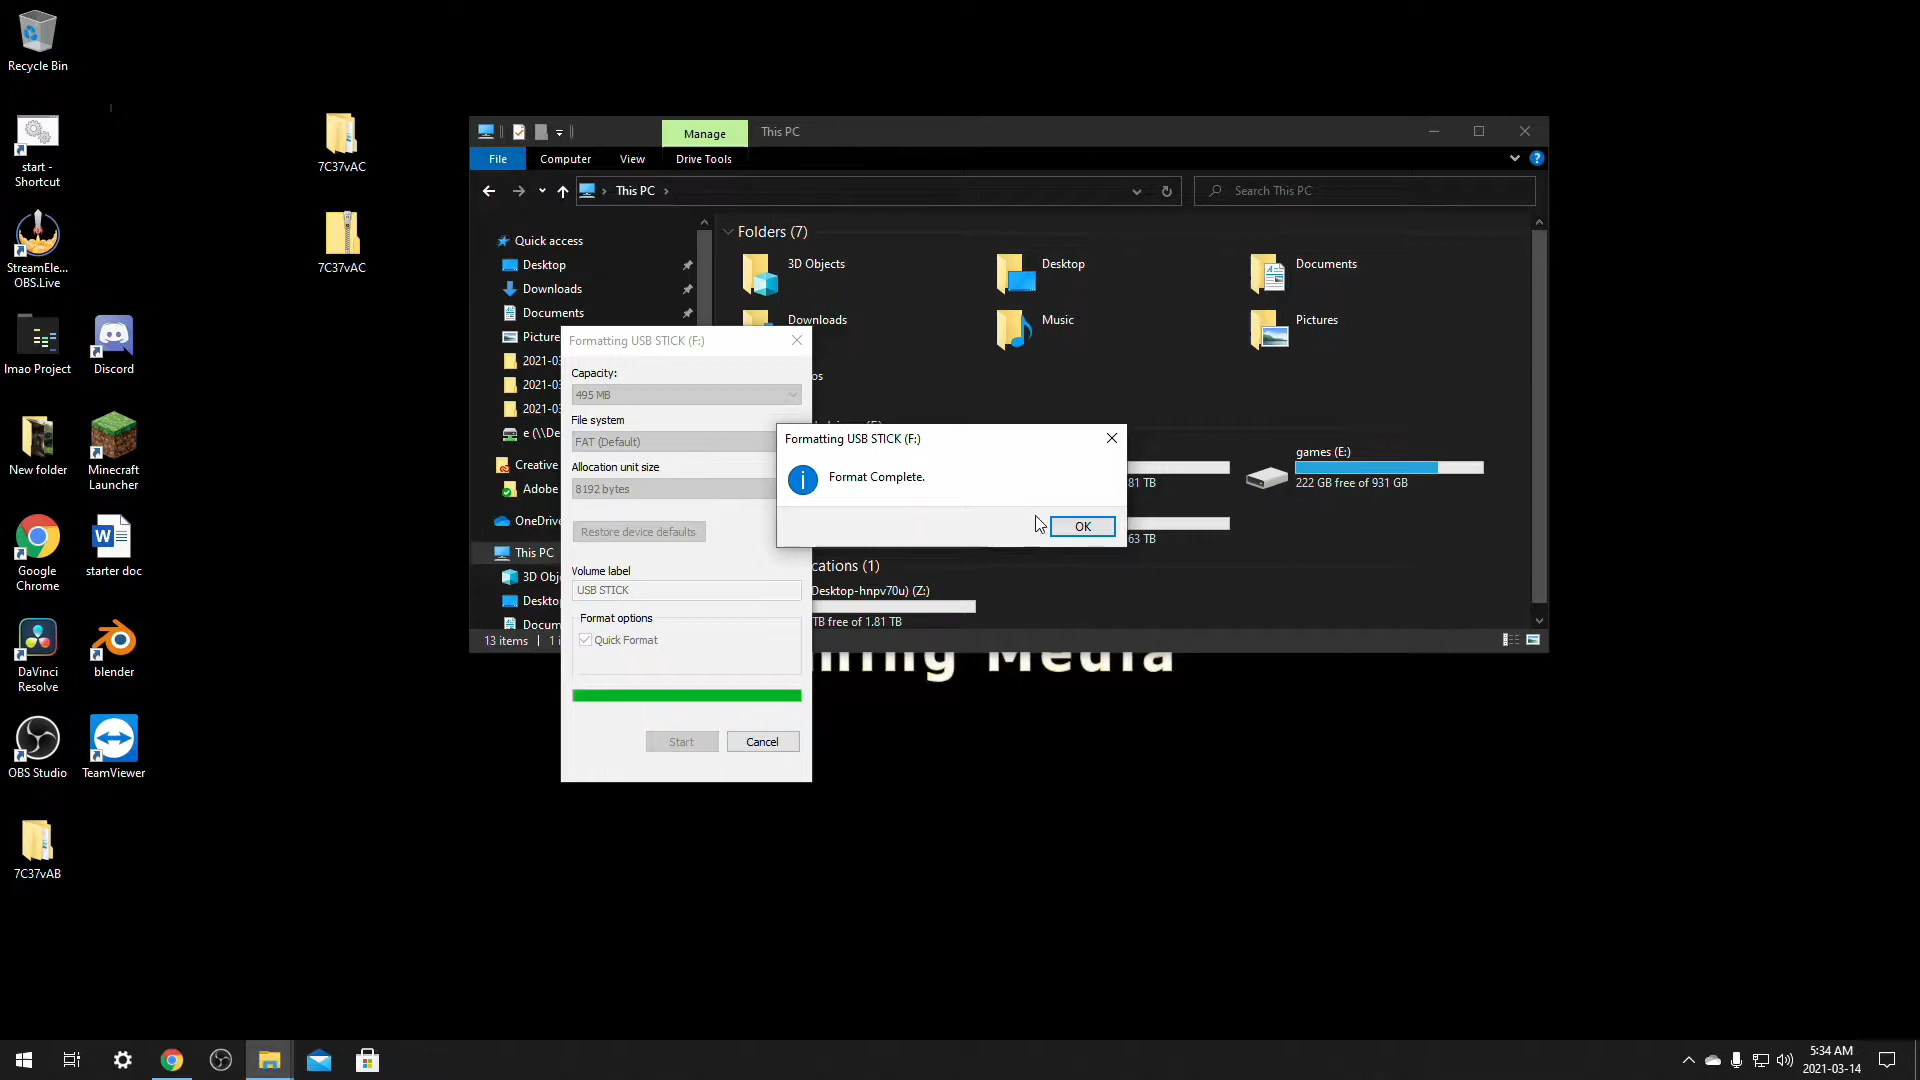 Recycle Bin
start -
Shortcut
StreamEle...
OBS.Live
lmao Project
Discord
New folder
Minecraft
Launcher
Google
Chrome
starter doc
DaVinci
Resolve
blender
OBS Studio
TeamViewer
7C37vAB
7C37vAC
7C37vAC
Manage
This PC
File
Computer
View
Drive Tools
This PC
Search This PC
Quick access
Desktop
Downloads
Documents
Picture
2021-03
2021-03
2021-03
e (\\De
Creative
Adobe
OneDrive
This PC
3D Obj
Deskto
Docum
13 items
Folders (7)
3D Objects
Desktop
Documents
Downloads
Music
Pictures
os
81 TB
games (E:)
222 GB free of 931 GB
63 TB
cations (1)
Desktop-hnpv70u) (Z:)
TB free of 1.81 TB
Formatting USB STICK (F:)
Capacity:
495 MB
File system
FAT (Default)
Allocation unit size
8192 bytes
Restore device defaults
Volume label
USB STICK
Format options
Quick Format
Start
Cancel
Formatting USB STICK (F:)
Format Complete.
OK
ning Media
5:34 AM
2021-03-14